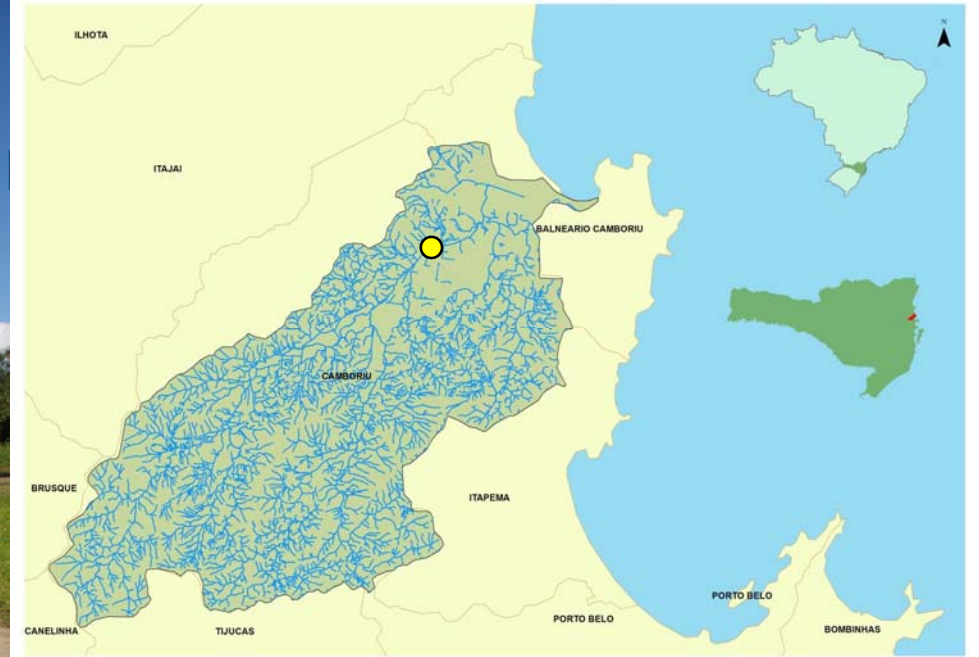 ILHOTA
N
ITAJAI
BALNEARIO CAMBORIU
CAMBORIU
BRUSQUE
ITAPEMA
PORTO BELO
PORTO BELO
CANELINHA
TIJUCAS
BOMBINHAS